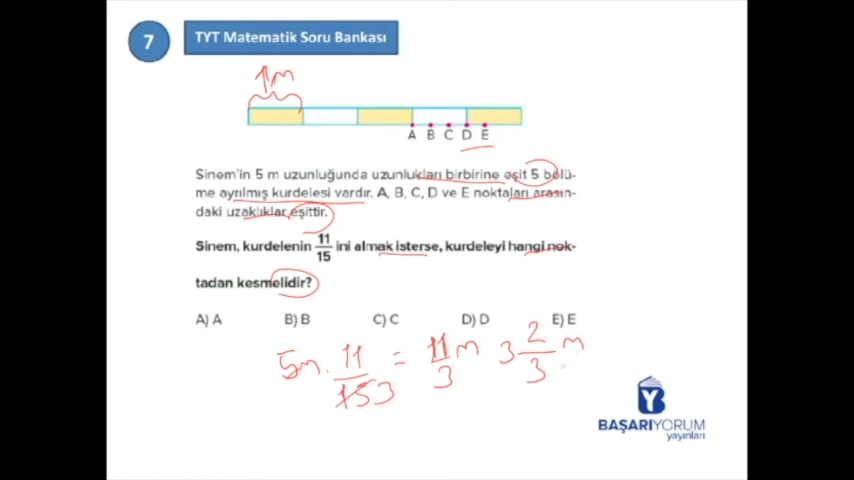 7
TYT Matematik Soru Bankası
1m
A B C D E
Sinem'in 5 m uzunluğunda uzunlukları birbirine eşit 5 bölü-
me ayrılmış kurdelesi vardır. A, B, C, D ve E noktaları arasın-
daki uzaklıklar eşittir.
Sinem, kurdelenin 11/15 ini almak isterse, kurdeleyi hangi nok-
tadan kesmelidir?
A) A B) B C) C D) D E) E
5m. 11/153 = 11/3 m 3 2/3 m
BAŞARIYORUM
yayınları